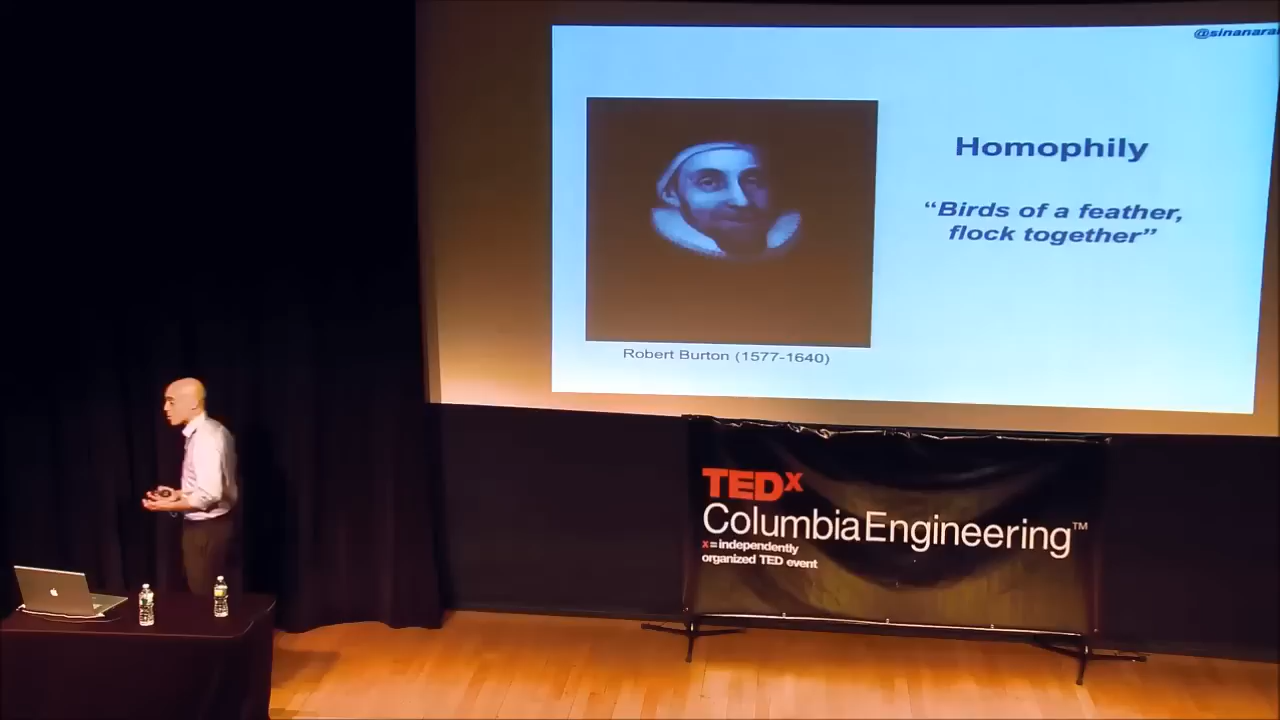 @sinanaral
Homophily
“Birds of a feather,
flock together”
Robert Burton (1577-1640)
TEDx
ColumbiaEngineering™
x = independently
organized TED event